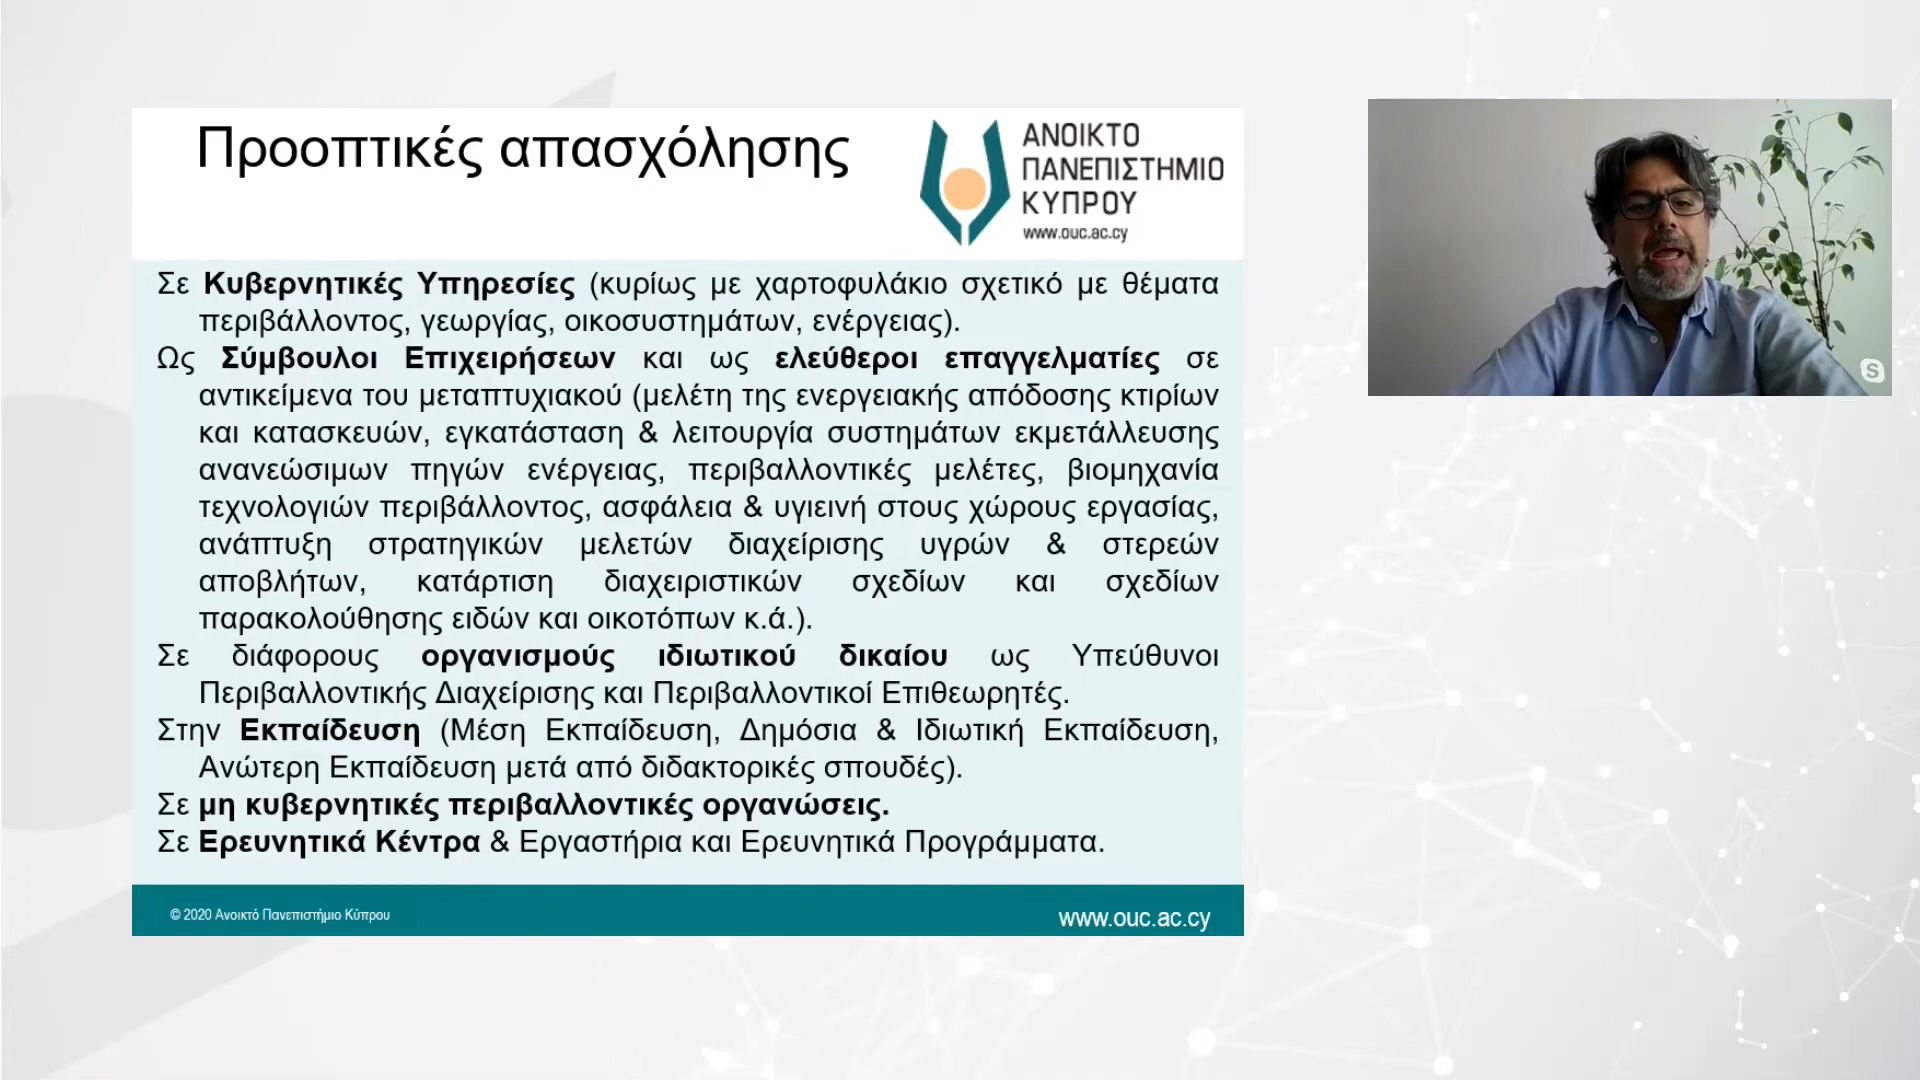 Προοπτικές απασχόλησης
ΑΝΟΙΚΤΟ
ΠΑΝΕΠΙΣΤΗΜΙΟ
ΚΥΠΡΟΥ
www.ouc.ac.cy
Σε Κυβερνητικές Υπηρεσίες (κυρίως με χαρτοφυλάκιο σχετικό με θέματα
περιβάλλοντος, γεωργίας, οικοσυστημάτων, ενέργειας).
Ως Σύμβουλοι Επιχειρήσεων και ως ελεύθεροι επαγγελματίες σε
αντικείμενα του μεταπτυχιακού (μελέτη της ενεργειακής απόδοσης κτιρίων
και κατασκευών, εγκατάσταση & λειτουργία συστημάτων εκμετάλλευσης
ανανεώσιμων πηγών ενέργειας, περιβαλλοντικές μελέτες, βιομηχανία
τεχνολογιών περιβάλλοντος, ασφάλεια & υγιεινή στους χώρους εργασίας,
ανάπτυξη στρατηγικών μελετών διαχείρισης υγρών & στερεών
αποβλήτων, κατάρτιση διαχειριστικών σχεδίων και σχεδίων
παρακολούθησης ειδών και οικοτόπων κ.ά.).
Σε διάφορους οργανισμούς ιδιωτικού δικαίου ως Υπεύθυνοι
Περιβαλλοντικής Διαχείρισης και Περιβαλλοντικοί Επιθεωρητές.
Στην Εκπαίδευση (Μέση Εκπαίδευση, Δημόσια & Ιδιωτική Εκπαίδευση,
Ανώτερη Εκπαίδευση μετά από διδακτορικές σπουδές).
Σε μη κυβερνητικές περιβαλλοντικές οργανώσεις.
Σε Ερευνητικά Κέντρα & Εργαστήρια και Ερευνητικά Προγράμματα.
© 2020 Ανοικτό Πανεπιστήμιο Κύπρου
www.ouc.ac.cy
S